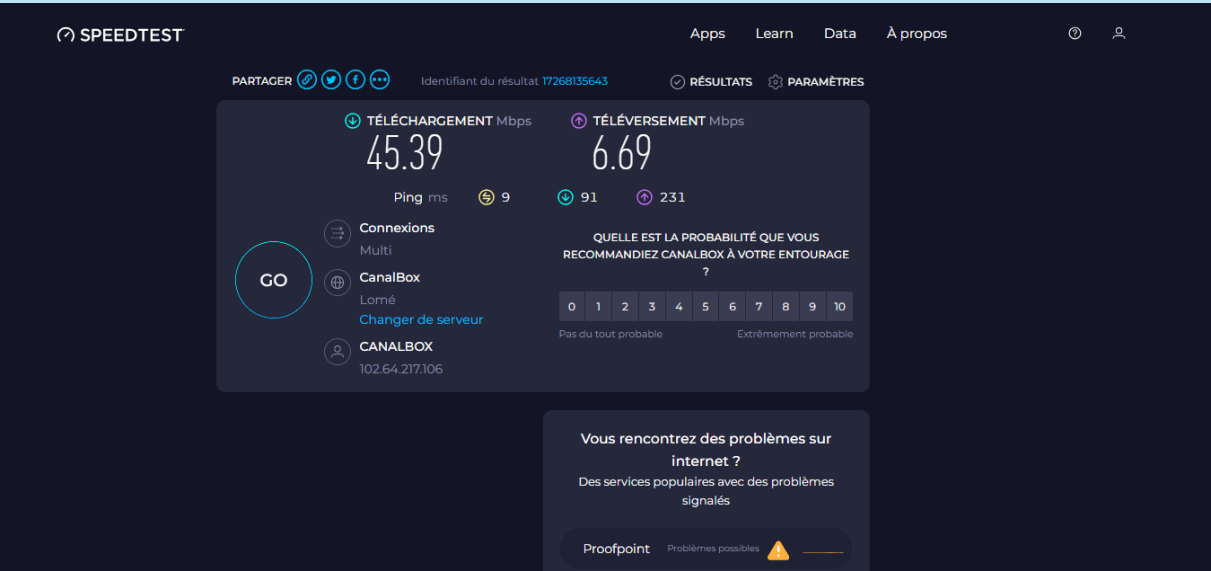 SPEEDTEST
Apps Learn Data À propos
PARTAGER Identifiant du résultat 17268135643 RÉSULTATS PARAMÈTRES
TÉLÉCHARGEMENT Mbps TÉLÉVERSEMENT Mbps
45.39 6.69
Ping ms 9 91 231
Connexions
Multi
GO
CanalBox
Lomé
Changer de serveur
CANALBOX
102.64.217.106
QUELLE EST LA PROBABILITÉ QUE VOUS
RECOMMANDIEZ CANALBOX À VOTRE ENTOURAGE
?
0 1 2 3 4 5 6 7 8 9 10
Pas du tout probable Extrêmement probable
Vous rencontrez des problèmes sur
internet ?
Des services populaires avec des problèmes
signalés
Proofpoint Problèmes possibles